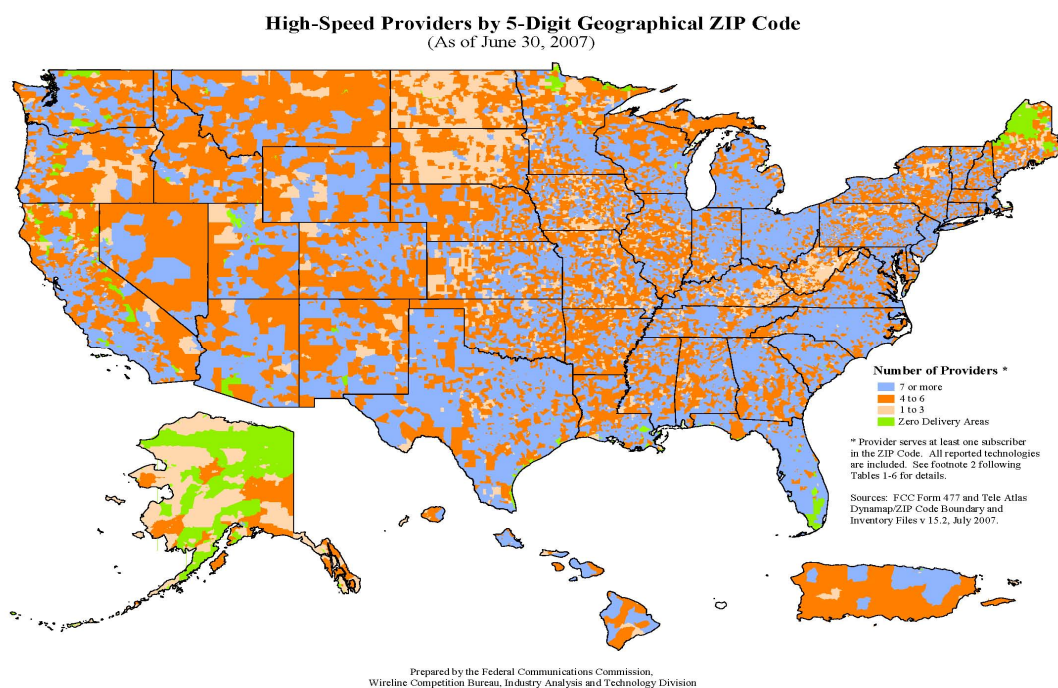 High-Speed Providers by 5-Digit Geographical ZIP Code
(As of June 30, 2007)
Number of Providers *
7 or more
4 to 6
1 to 3
Zero Delivery Areas
* Provider serves at least one subscriber
in the ZIP Code. All reported technologies
are included. See footnote 2 following
Tables 1-6 for details.
Sources: FCC Form 477 and Tele Atlas
Dynamap/ZIP Code Boundary and
Inventory Files v 15.2, July 2007.
Prepared by the Federal Communications Commission,
Wireline Competition Bureau, Industry Analysis and Technology Division